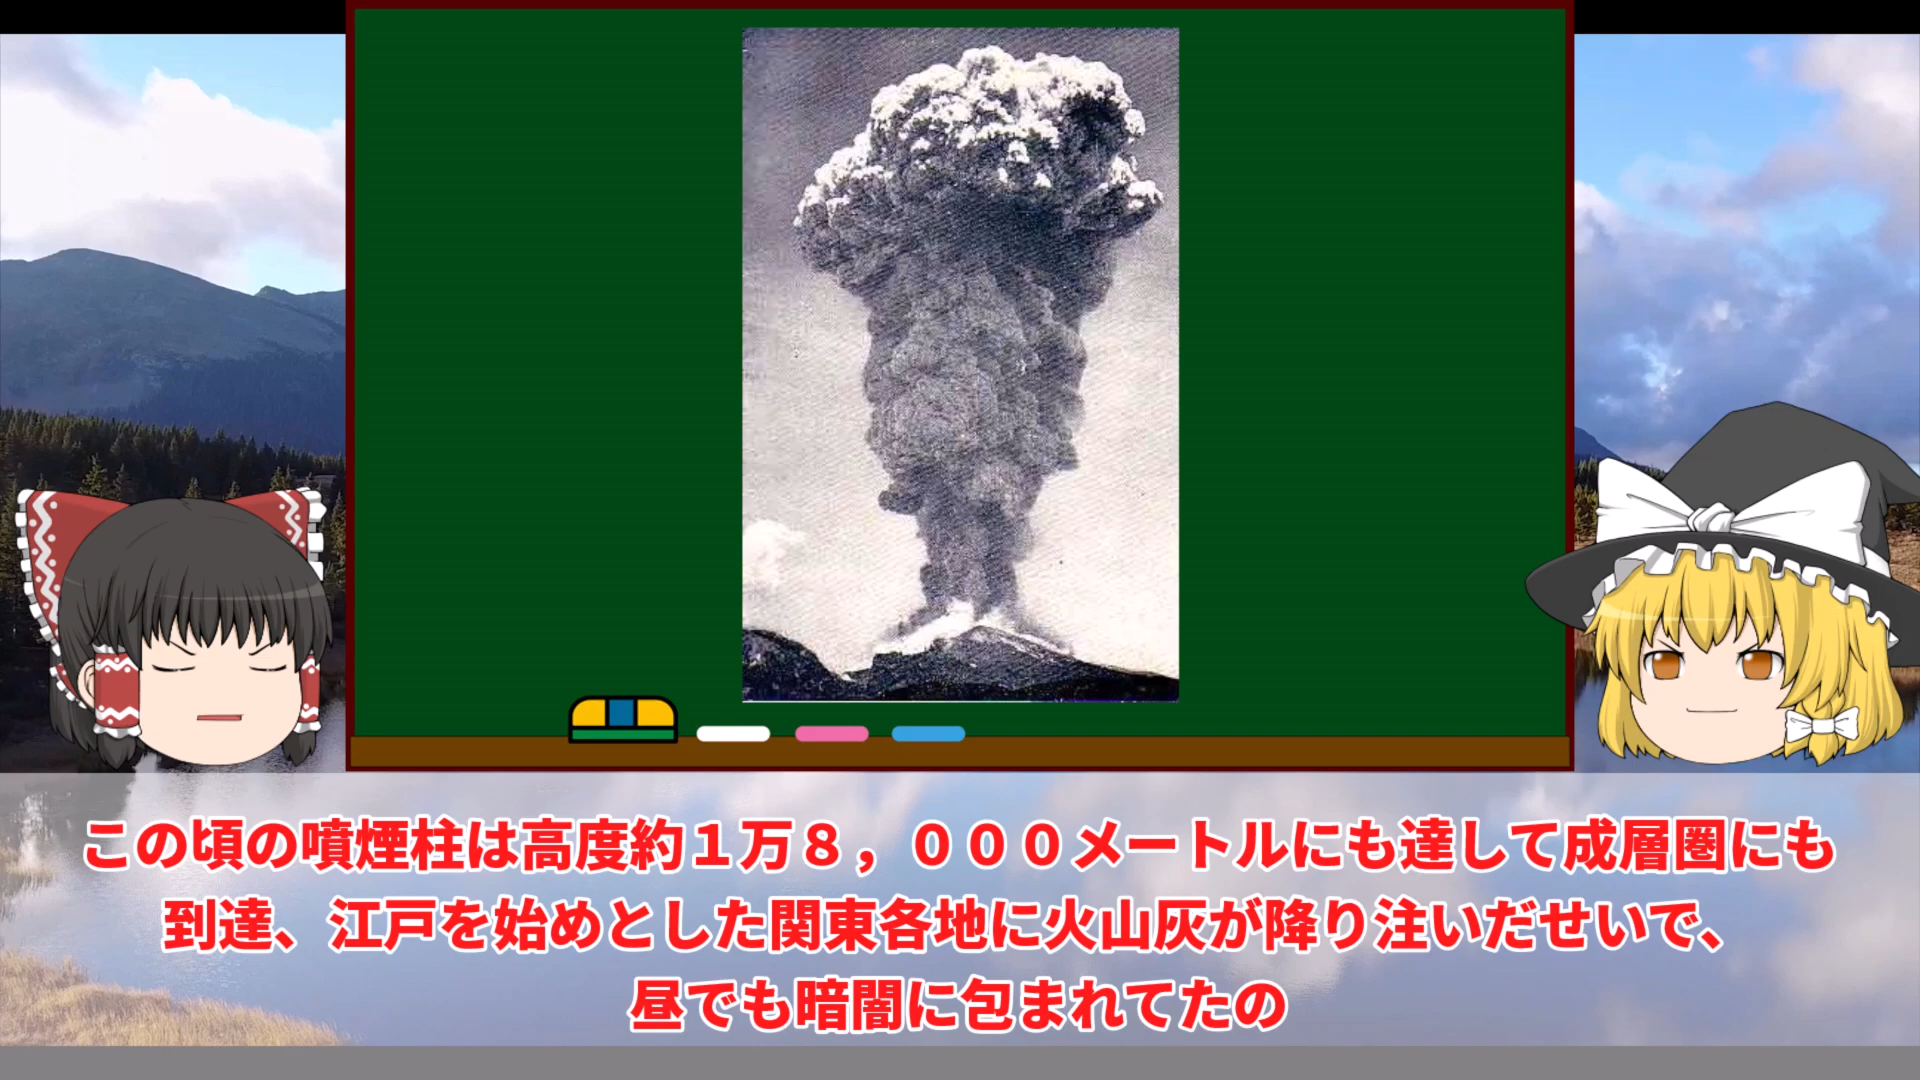 この頃の噴煙柱は高度約１万８，０００メートルにも達して成層圏にも
到達、江戸を始めとした関東各地に火山灰が降り注いだせいで、
昼でも暗闇に包まれてたの